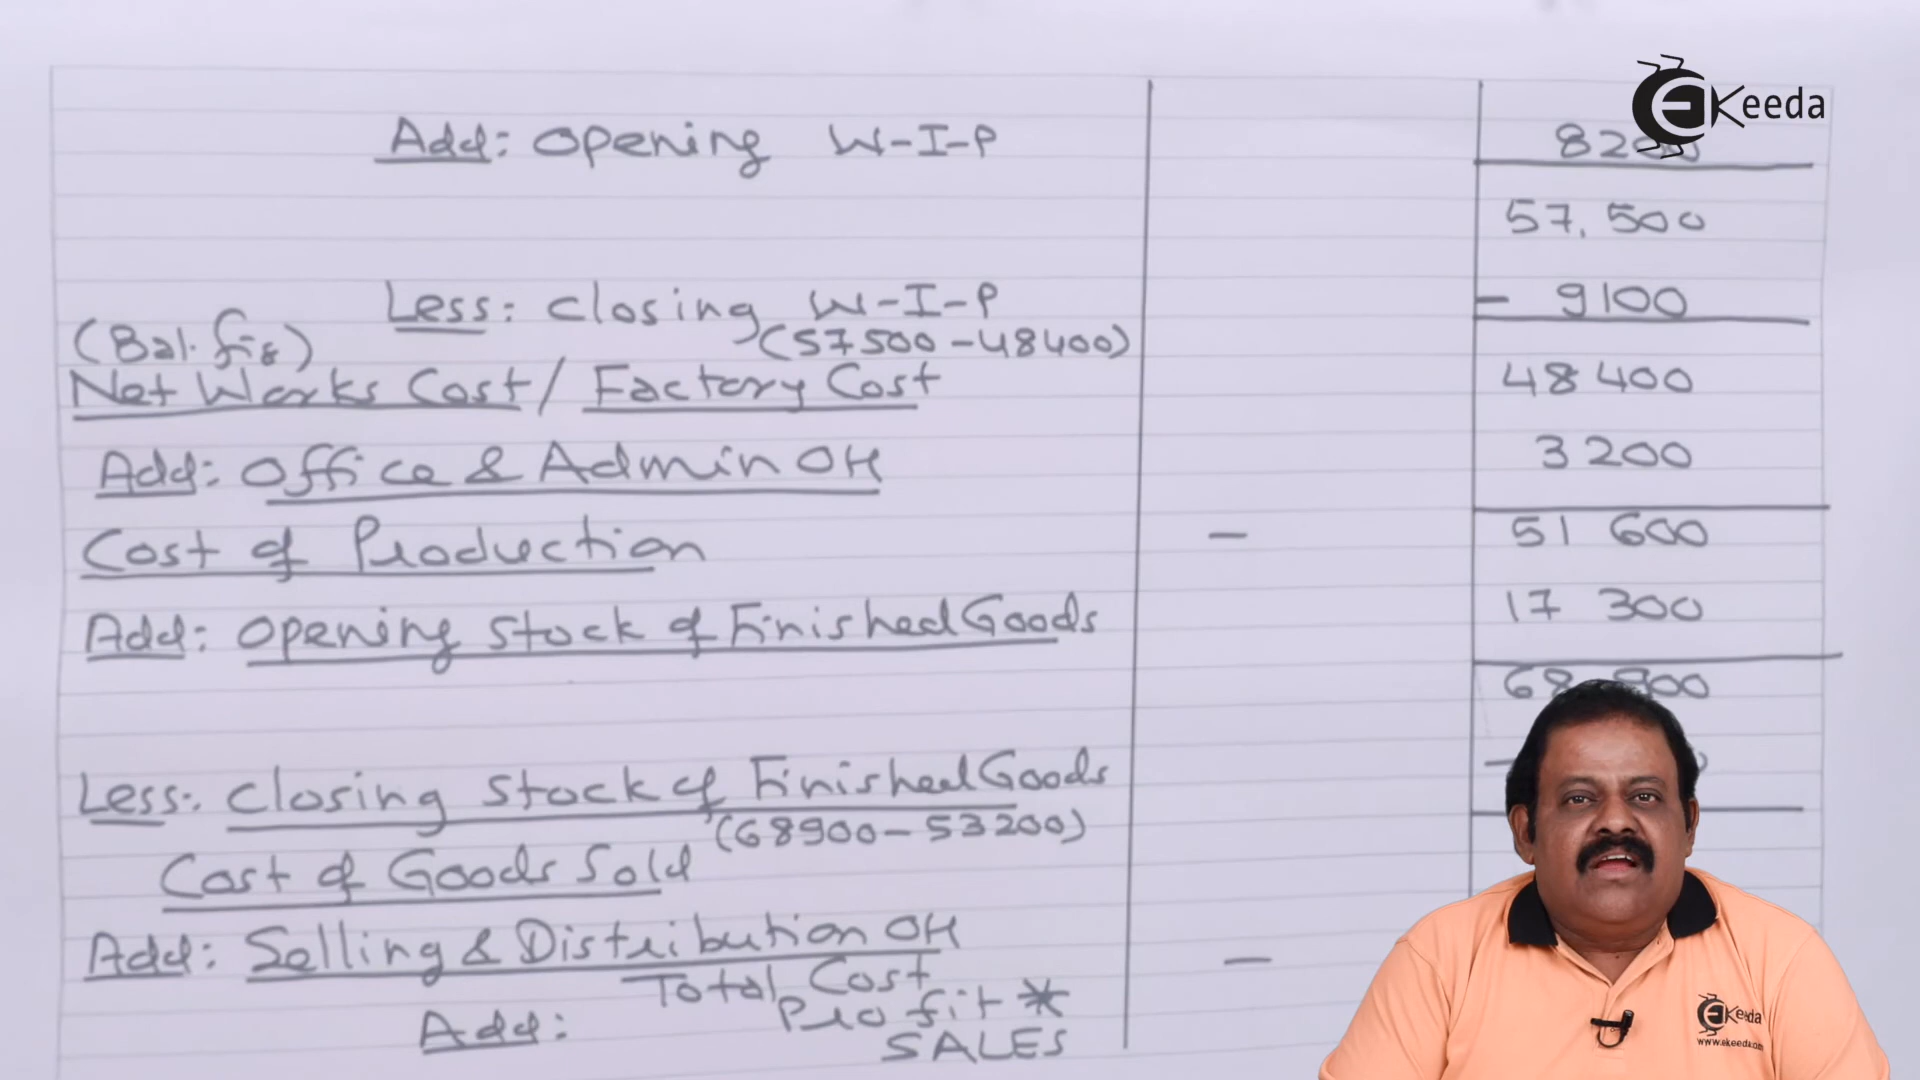 EKeeda
Add: Opening W-I-P
57,500
Less: Closing W-I-P - 9100
(Bal. fig) (57500-48400)
Net Works Cost/Factory Cost 48400
Add: Office & Admin OH 3200
Cost of Production - 51 600
Add: Opening Stock of Finished Goods 17 300
Less: Closing Stock of Finished Goods
(68900-53200)
Cost of Goods Sold
Add: Selling & Distribution OH -
Total Cost
Add: Profit *
SALES
EKeeda
www.ekeeda.com